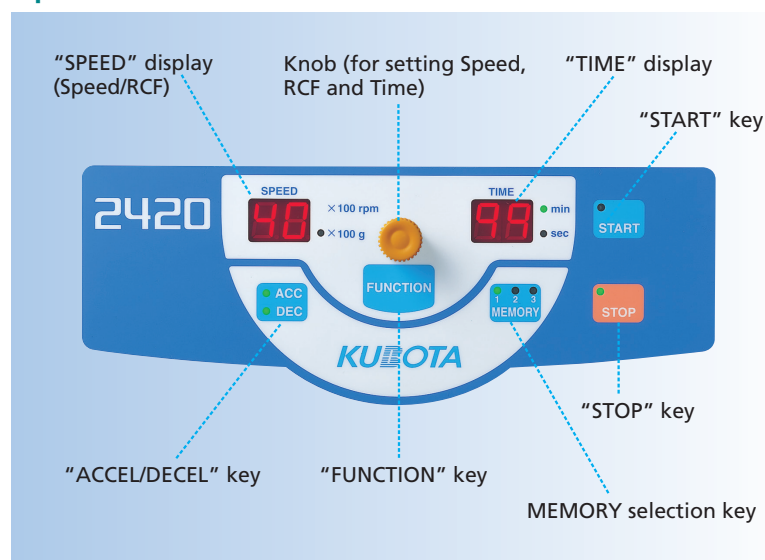 “SPEED” display
(Speed/RCF)
Knob (for setting Speed,
RCF and Time)
“TIME” display
“START” key
2420
SPEED
40
×100 rpm
×100 g
TIME
99
min
sec
START
ACC
DEC
FUNCTION
1 2 3
MEMORY
STOP
KUBOTA
“STOP” key
“ACCEL/DECEL” key
“FUNCTION” key
MEMORY selection key